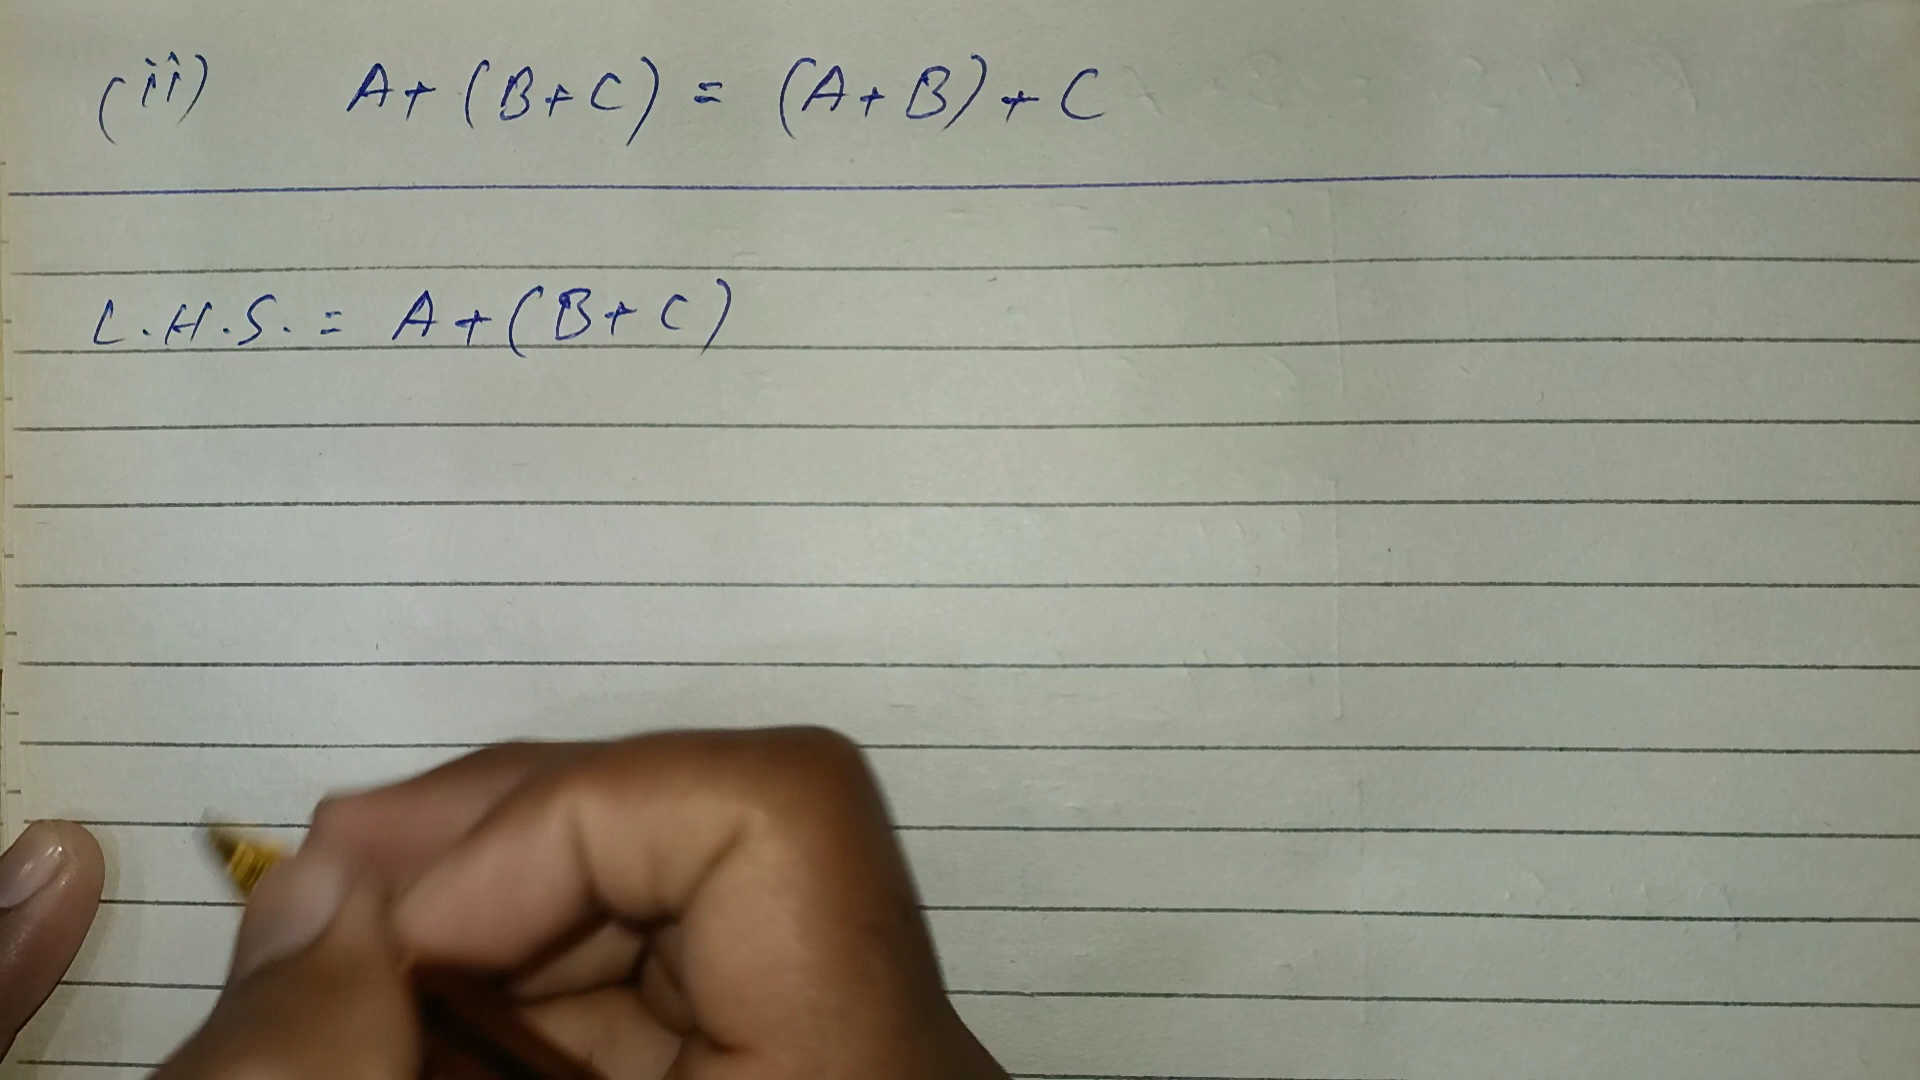 (ii) A+(B+C) = (A+B)+C
L.H.S. = A+(B+C)